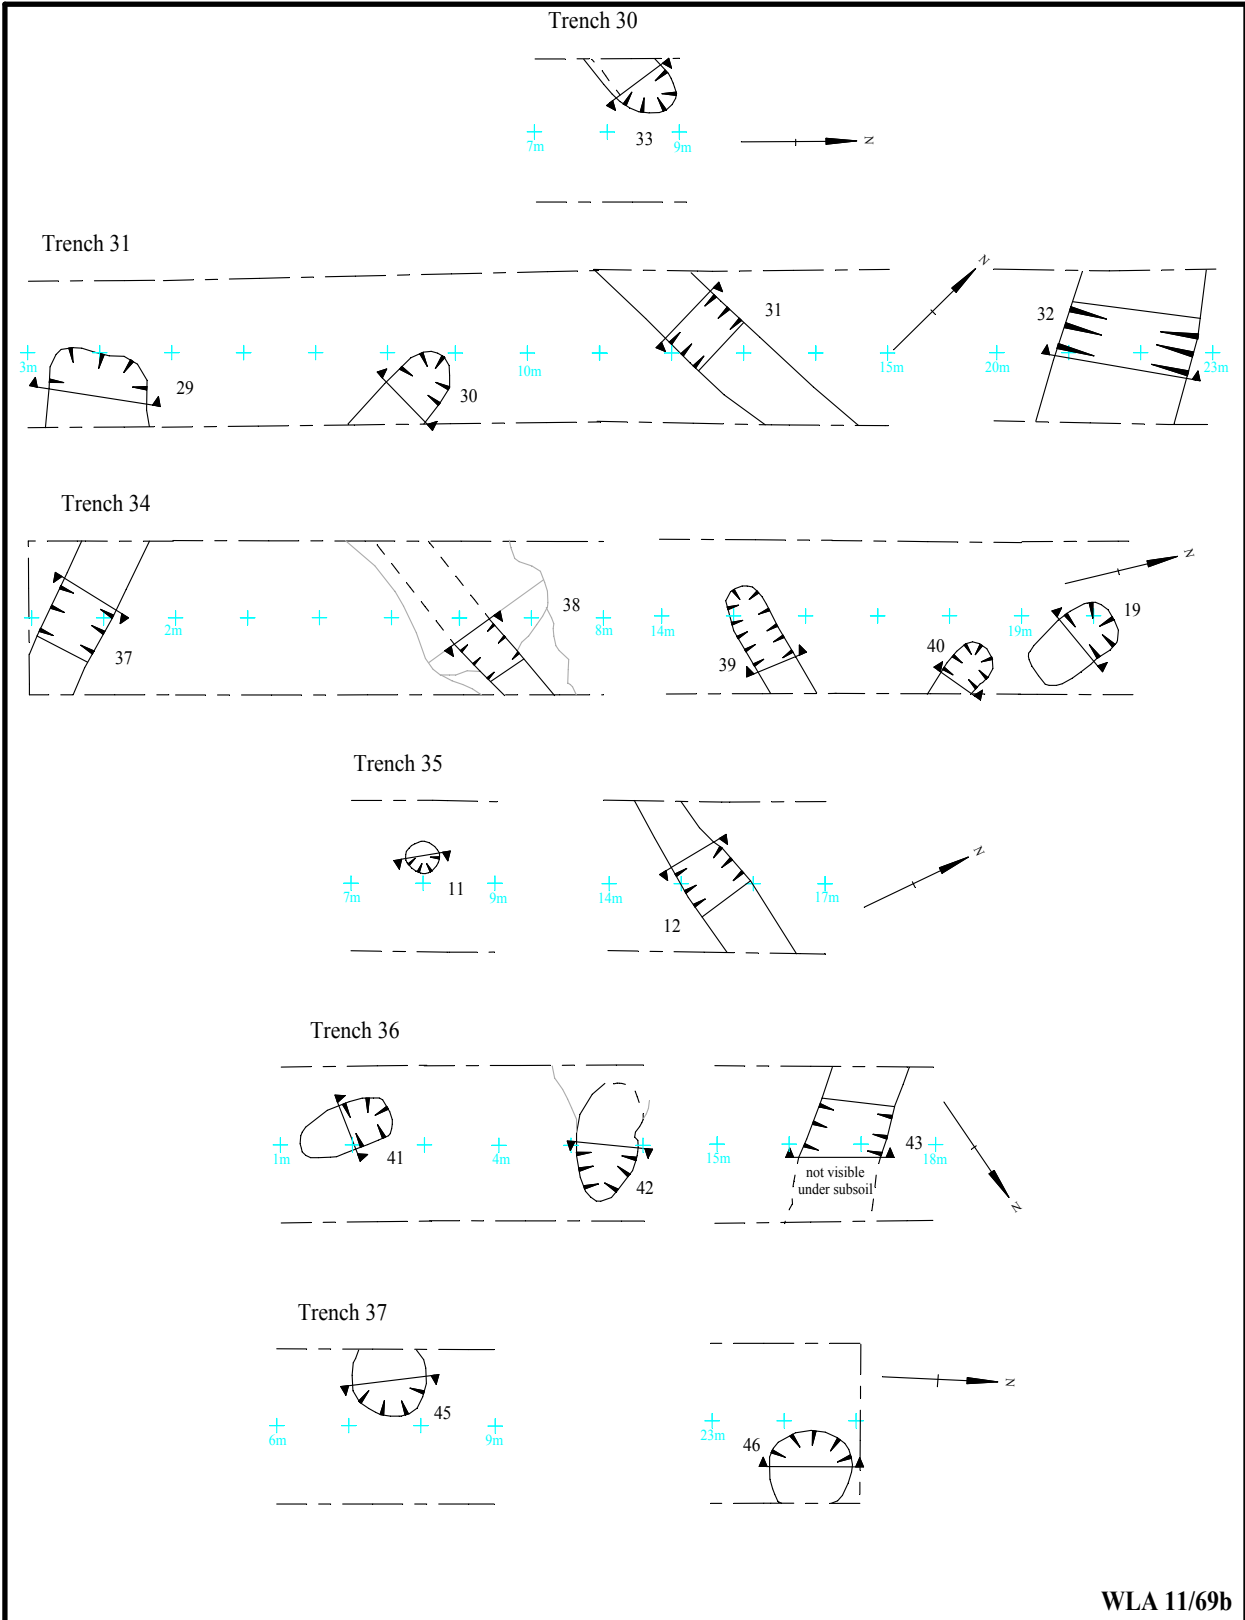 Trench 30
33
7m
9m
N
Trench 31
N
31
32
3m
29
30
10m
15m
20m
23m
Trench 34
N
38
19
2m
8m
14m
19m
37
39
40
Trench 35
N
11
7m
9m
14m
17m
12
Trench 36
1m
41
4m
42
15m
43
18m
not visible
under subsoil
N
Trench 37
N
45
6m
9m
23m
46
WLA 11/69b